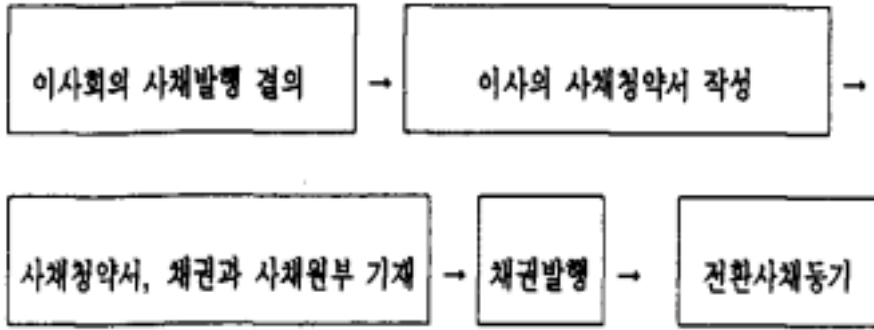 이사회의 사채발행 결의 → 이사의 사채청약서 작성 →
사채청약서, 채권과 사채원부 기재 → 채권발행 → 전환사채등기